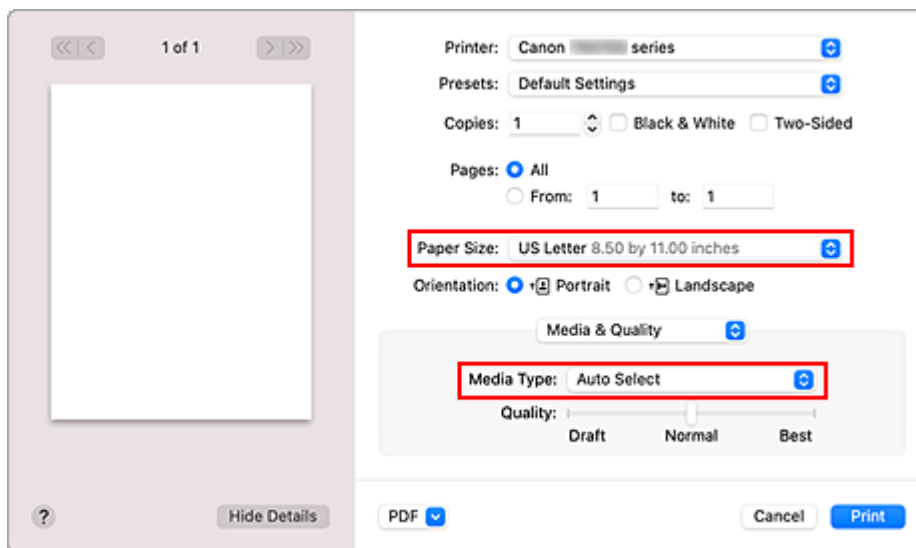 1 of 1
Printer: Canon series
Presets: Default Settings
Copies: 1 Black & White Two-Sided
Pages: All
From: 1 to: 1
Paper Size: US Letter 8.50 by 11.00 inches
Orientation: Portrait Landscape
Media & Quality
Media Type: Auto Select
Quality:
Draft Normal Best
? Hide Details PDF Cancel Print